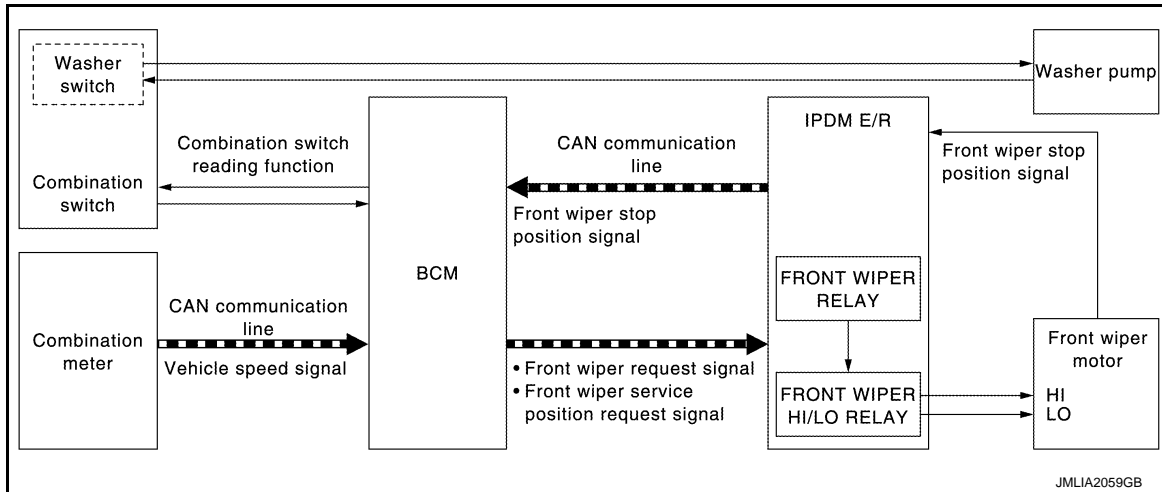 Washer
switch
Combination
switch
Combination switch
reading function
Combination
meter
CAN communication
line
Vehicle speed signal
BCM
CAN communication
line
Front wiper stop
position signal
• Front wiper request signal
• Front wiper service
position request signal
IPDM E/R
FRONT WIPER
RELAY
FRONT WIPER
HI/LO RELAY
Washer pump
Front wiper stop
position signal
Front wiper
motor
HI
LO
JMLIA2059GB